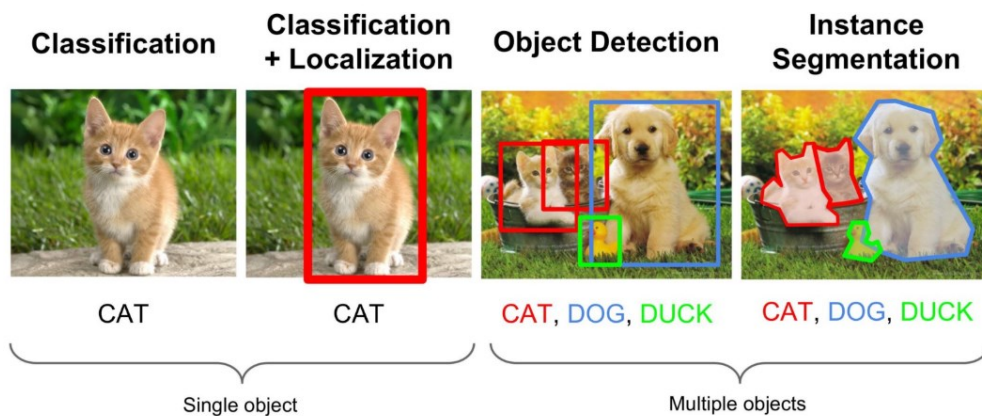 Classification
Classification
+ Localization
Object Detection
Instance
Segmentation
CAT
CAT
CAT, DOG, DUCK
CAT, DOG, DUCK
Single object
Multiple objects